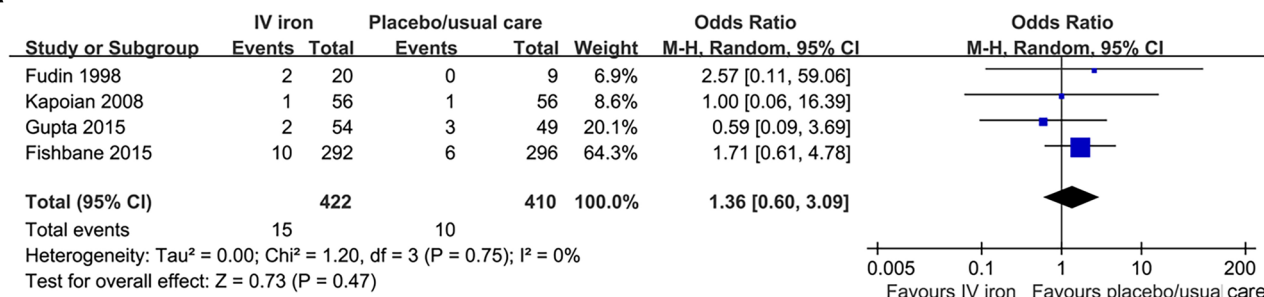 IV iron Placebo/usual care Odds Ratio Odds Ratio
Study or Subgroup Events Total Events Total Weight M-H, Random, 95% CI M-H, Random, 95% CI
Fudin 1998 2 20 0 9 6.9% 2.57 [0.11, 59.06]
Kapoian 2008 1 56 1 56 8.6% 1.00 [0.06, 16.39]
Gupta 2015 2 54 3 49 20.1% 0.59 [0.09, 3.69]
Fishbane 2015 10 292 6 296 64.3% 1.71 [0.61, 4.78]
Total (95% CI) 422 410 100.0% 1.36 [0.60, 3.09]
Total events 15 10
Heterogeneity: Tau² = 0.00; Chi² = 1.20, df = 3 (P = 0.75); I² = 0%
Test for overall effect: Z = 0.73 (P = 0.47)
0.005 0.1 1 10 200
Favours IV iron Favours placebo/usual care